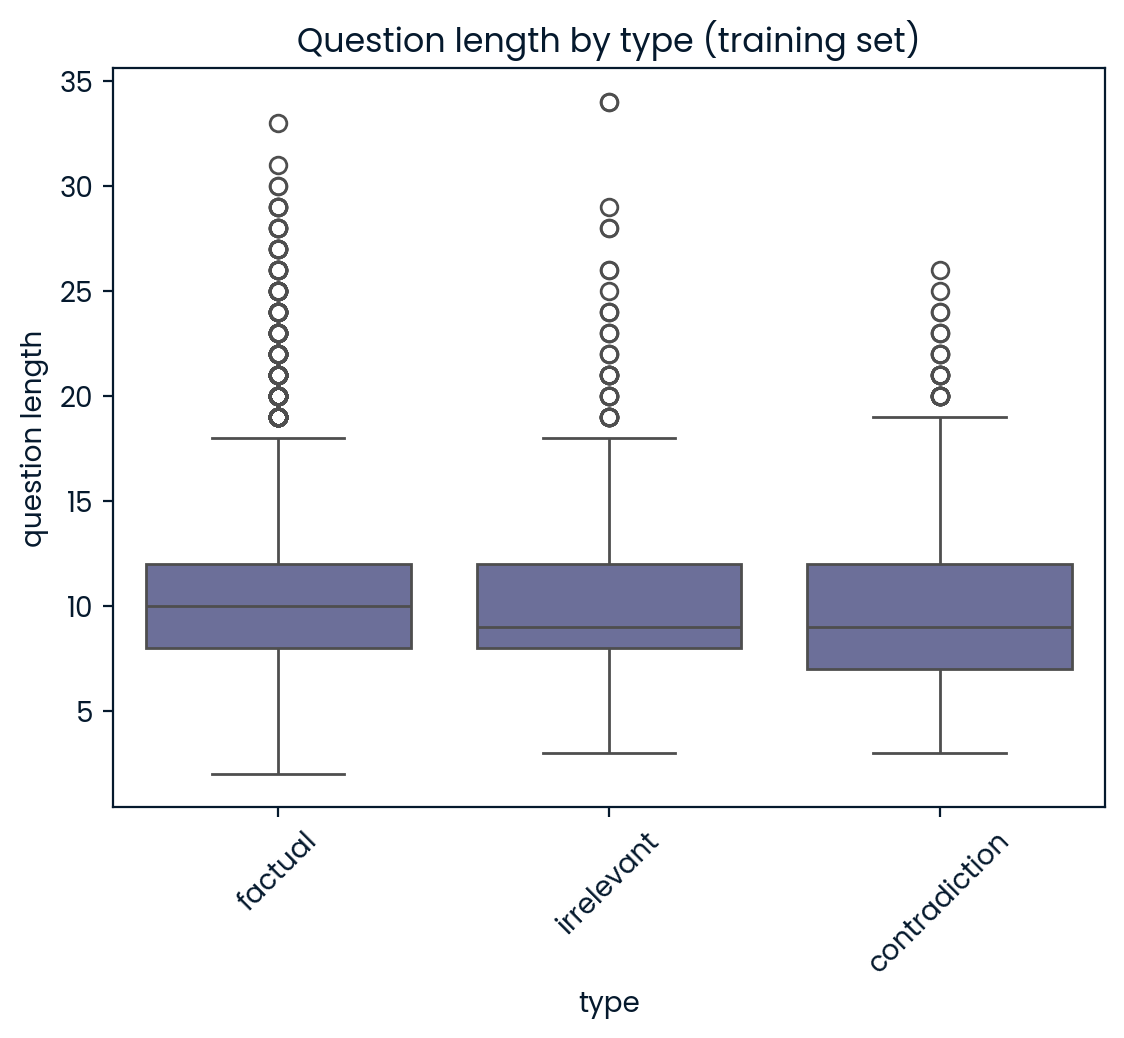 Question length by type (training set)
35
30
25
20
15
10
5
question length
factual
irrelevant
contradiction
type